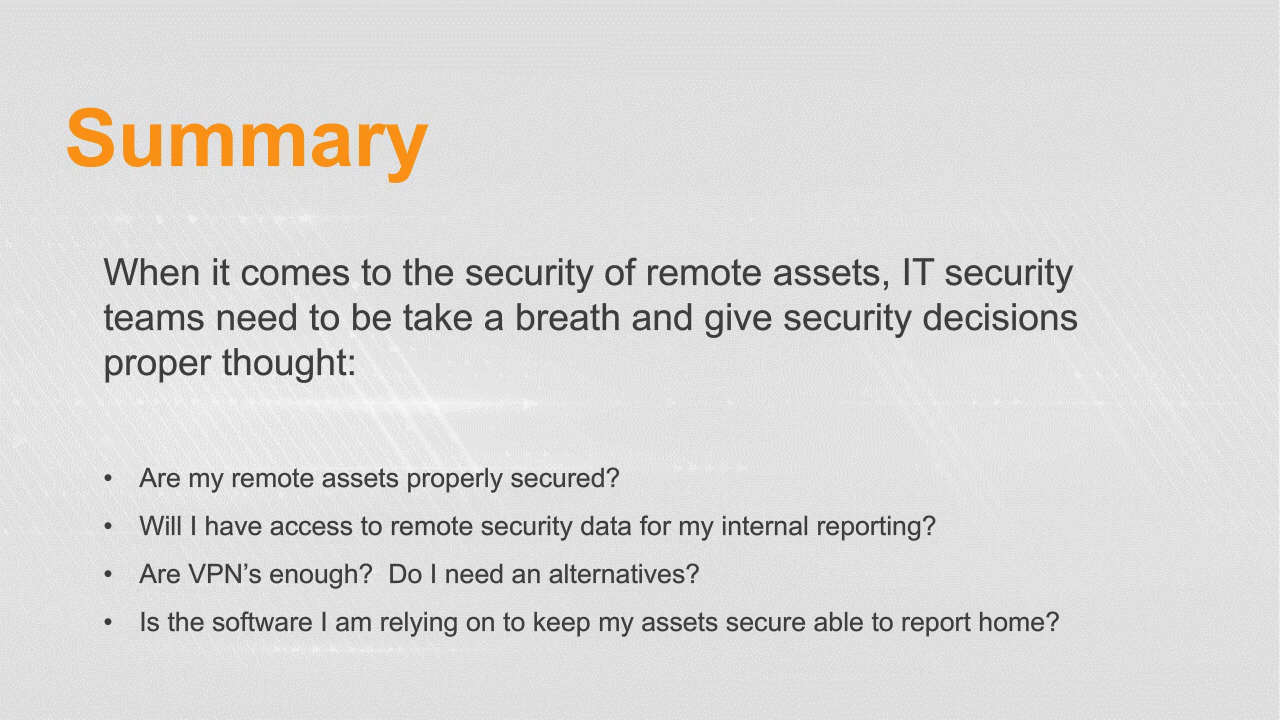 Summary
When it comes to the security of remote assets, IT security
teams need to be take a breath and give security decisions
proper thought:
• Are my remote assets properly secured?
• Will I have access to remote security data for my internal reporting?
• Are VPN’s enough?  Do I need an alternatives?
• Is the software I am relying on to keep my assets secure able to report home?